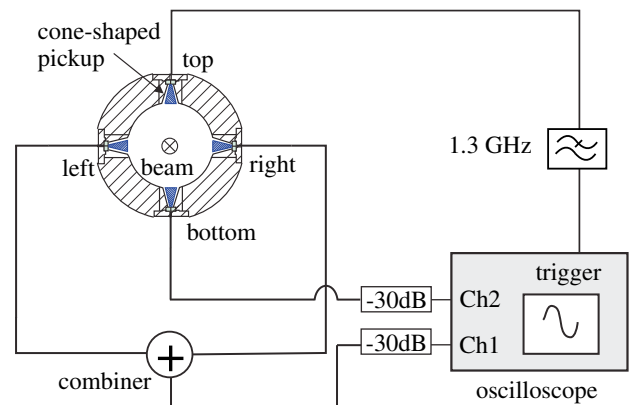 cone-shaped
pickup
top
left
beam
right
bottom
1.3 GHz
trigger
-30dB
Ch2
-30dB
Ch1
combiner
+
oscilloscope